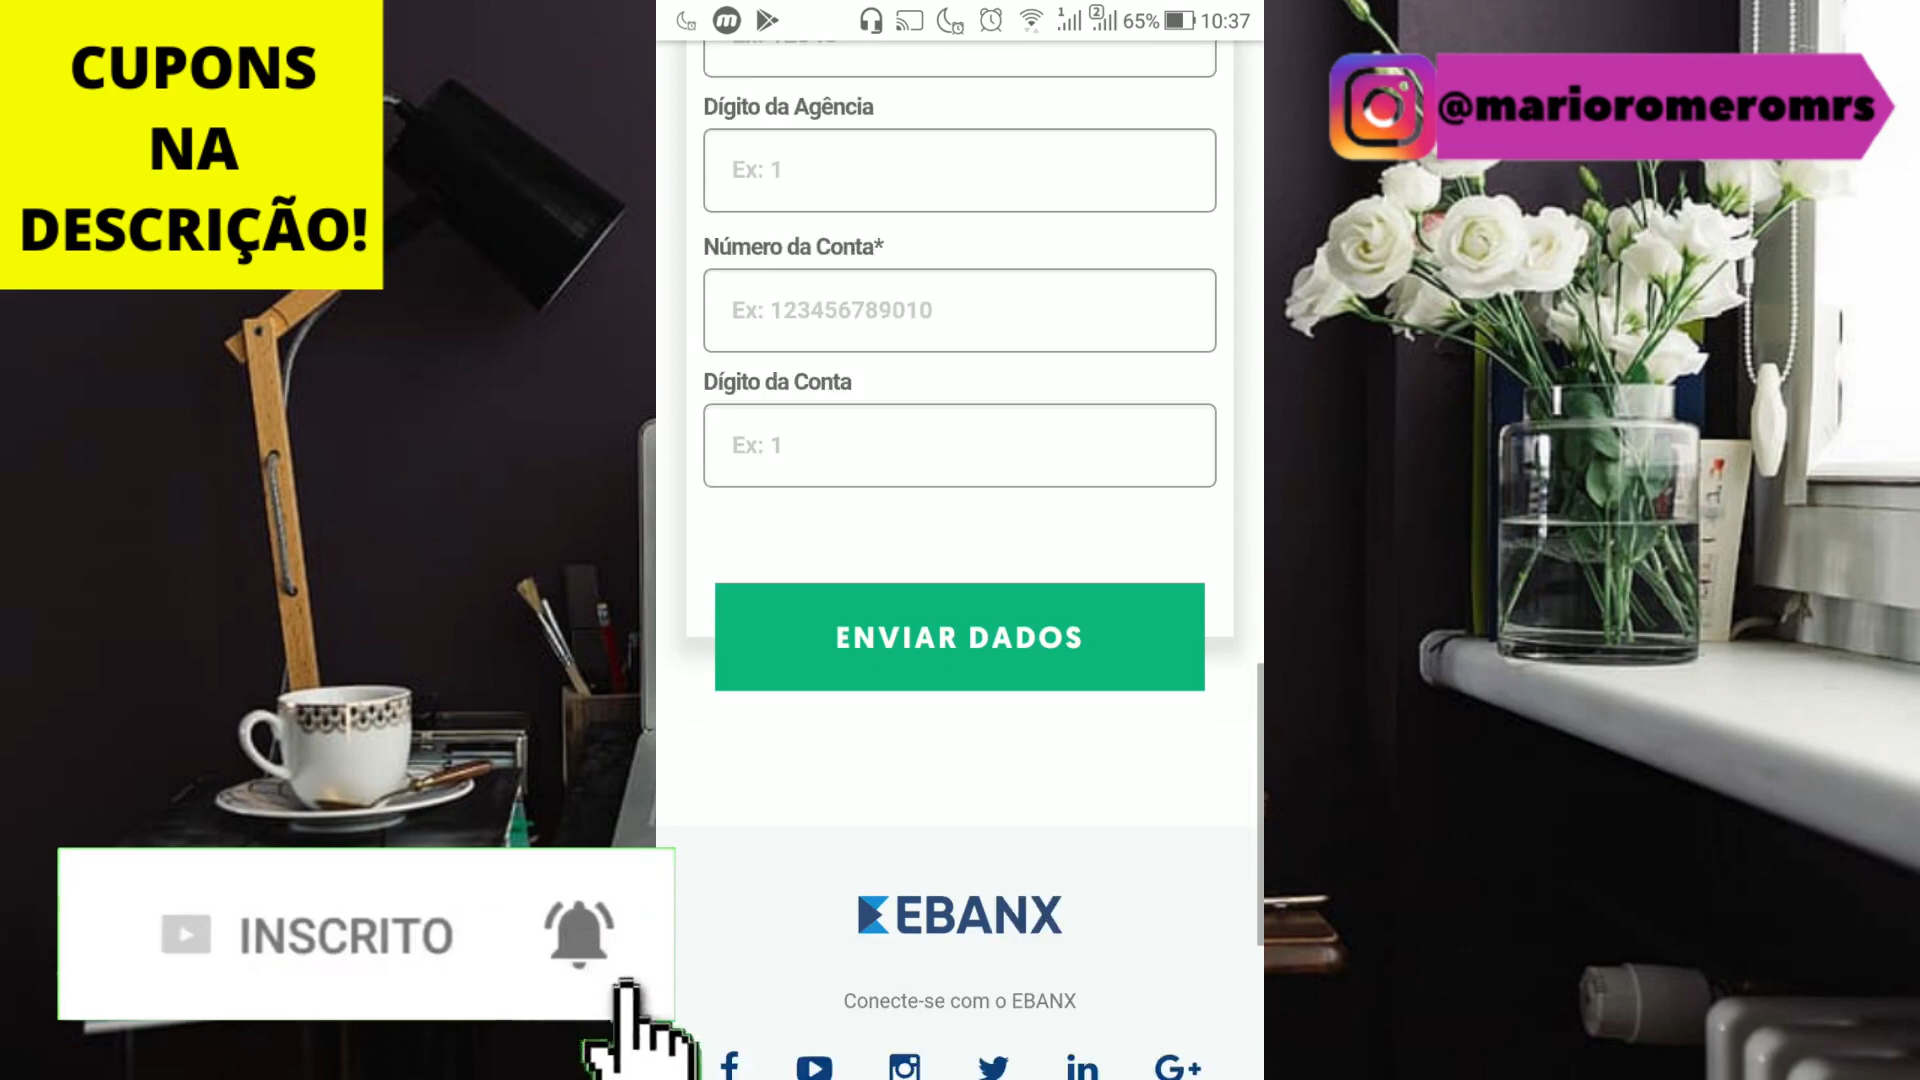 CUPONS
NA
DESCRIÇÃO!
65% 10:37
@marioromeromrs
Dígito da Agência
Ex: 1
Número da Conta*
Ex: 123456789010
Dígito da Conta
Ex: 1
ENVIAR DADOS
INSCRITO
EBANX
Conecte-se com o EBANX